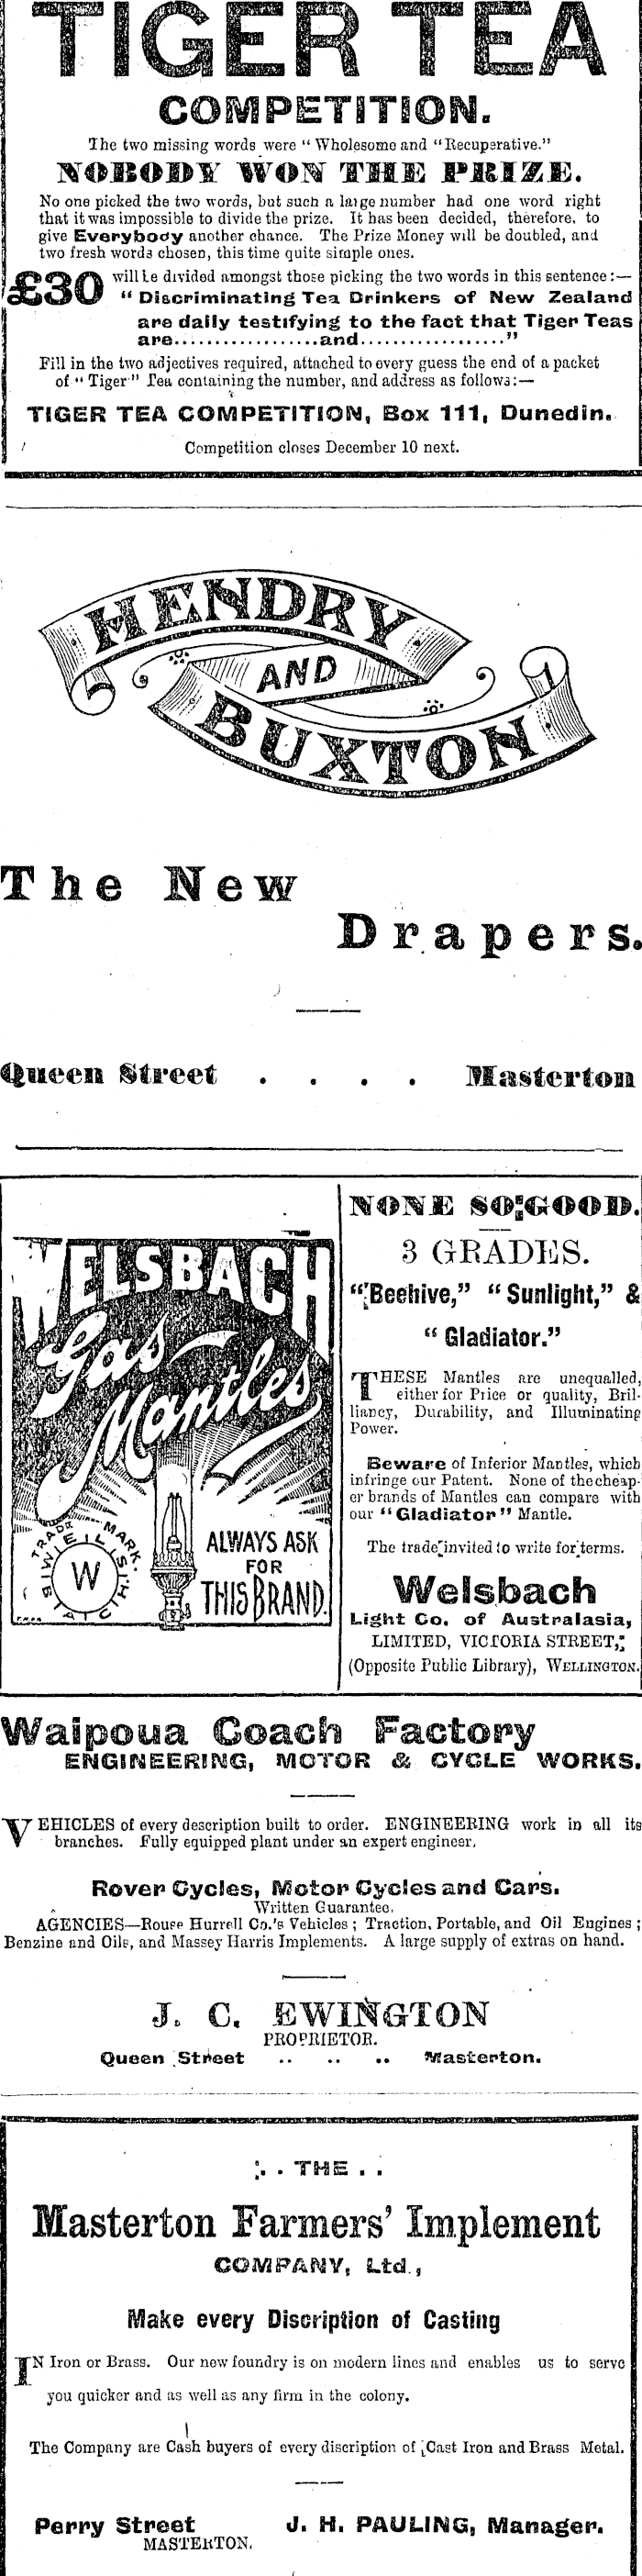 TIGER TEA
COMPETITION.
The two missing words were "Wholesome and "Recuperative."
NOBODY WON THE PRIZE.
No one picked the two words, but such a large number had one word right
that it was impossible to divide the prize. It has been decided, therefore, to
give Everybody another chance. The Prize Money will be doubled, and
two fresh words chosen, this time quite simple ones.
£30 will be divided amongst those picking the two words in this sentence:—
"Discriminating Tea Drinkers of New Zealand
are daily testifying to the fact that Tiger Teas
are..................and.................."
Fill in the two adjectives required, attached to every guess the end of a packet
of "Tiger" Tea containing the number, and address as follows:—
TIGER TEA COMPETITION, Box 111, Dunedin.
Competition closes December 10 next.
HENDRY
AND
BUXTON
The New
Drapers.
Queen Street . . . . Masterton
WELSBACH
Gas
Mantles
TRADE MARK.
W
ALWAYS ASK
FOR
THIS BRAND.
NONE SO GOOD.
3 GRADES.
"Beehive," "Sunlight," &
"Gladiator."
THESE Mantles are unequalled,
either for Price or quality, Bril-
liancy, Durability, and Illuminating
Power.
Beware of Inferior Mantles, which
infringe our Patent. None of the cheap-
er brands of Mantles can compare with
our "Gladiator" Mantle.
The trade invited to write for terms.
Welsbach
Light Co. of Australasia,
LIMITED, VICTORIA STREET,
(Opposite Public Library), WELLINGTON.
Waipoua Coach Factory
ENGINEERING, MOTOR & CYCLE WORKS.
VEHICLES of every description built to order. ENGINEERING work in all its
branches. Fully equipped plant under an expert engineer.
Rover Cycles, Motor Cycles and Cars.
Written Guarantee.
AGENCIES—Rouse Hurrell Co.'s Vehicles; Traction, Portable, and Oil Engines;
Benzine and Oils, and Massey Harris Implements. A large supply of extras on hand.
J. C. EWINGTON
PROPRIETOR.
Queen Street .. .. .. Masterton.
. . THE . .
Masterton Farmers' Implement
COMPANY, Ltd.,
Make every Discription of Casting
IN Iron or Brass. Our new foundry is on modern lines and enables us to serve
you quicker and as well as any firm in the colony.
The Company are Cash buyers of every discription of Cast Iron and Brass Metal.
Perry Street J. H. PAULING, Manager.
MASTERTON.